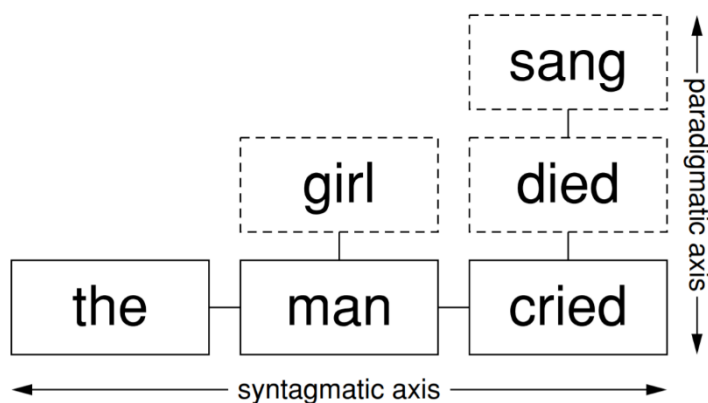 sang
girl
died
the
man
cried
paradigmatic axis
syntagmatic axis